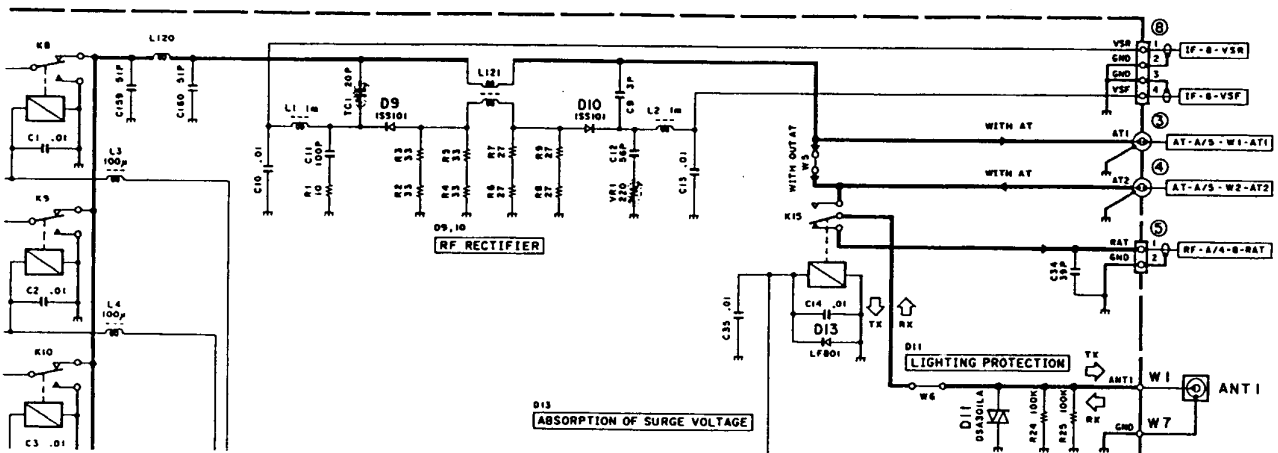 K8
L120
C159 51P
C160 51P
C1 .01
L3
100μ
K9
C2 .01
L4
100μ
K10
C3 .01
C10 .01
L1 1m
C11 100P
R1 10
TC1 20P
D9
1SS101
R3 33
R2 33
R5 33
R4 33
L121
R7 27
R6 27
R9 27
R8 27
D10
1SS101
C9 3P
L2 1m
C12 56P
VR1 220
C13 .01
D9,10
RF RECTIFIER
WITH OUT AT
W5
WITH AT
WITH AT
K15
C35 .01
C14 .01
D13
LFB01
TX
RX
D13
ABSORPTION OF SURGE VOLTAGE
D11
LIGHTING PROTECTION
W6
D11
DSA301LA
R24 100K
R25 100K
TX
RX
C34 39P
⑧
VSR 1
GND 2
GND 3
VSF 4
IF-8-VSR
IF-8-VSF
③
AT1
AT-A/5-W1-AT1
④
AT2
AT-A/5-W2-AT2
⑤
RAT 1
GND 2
RF-A/4-8-RAT
ANT1 W1
ANT1
GND W7